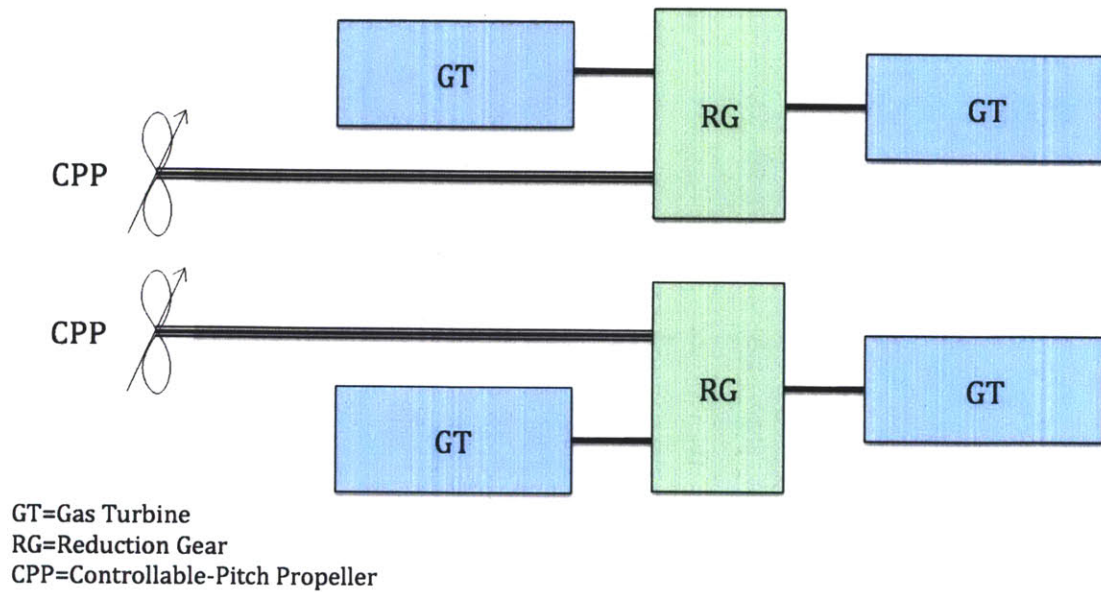 GT
RG
GT
CPP
CPP
RG
GT
GT
GT=Gas Turbine
RG=Reduction Gear
CPP=Controllable-Pitch Propeller